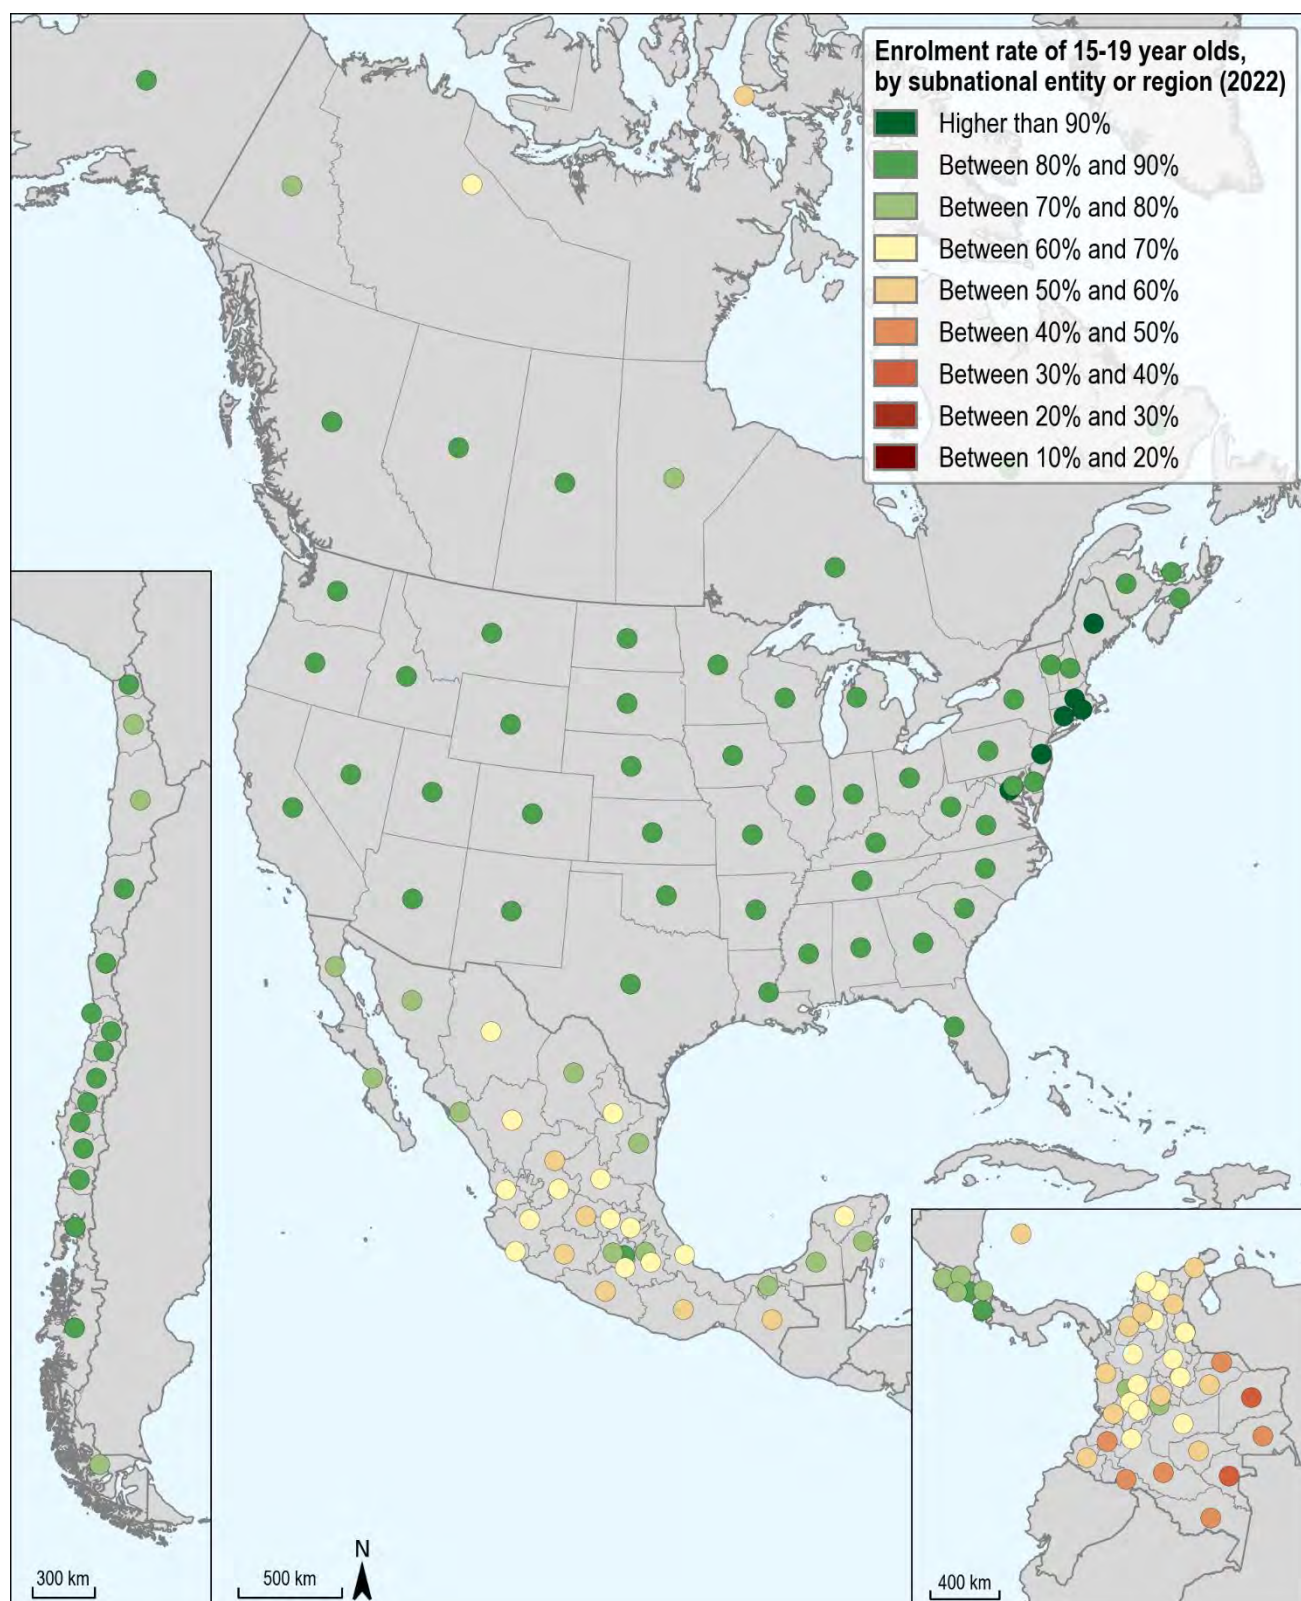 Enrolment rate of 15-19 year olds,
by subnational entity or region (2022)
Higher than 90%
Between 80% and 90%
Between 70% and 80%
Between 60% and 70%
Between 50% and 60%
Between 40% and 50%
Between 30% and 40%
Between 20% and 30%
Between 10% and 20%
300 km
500 km
N
400 km